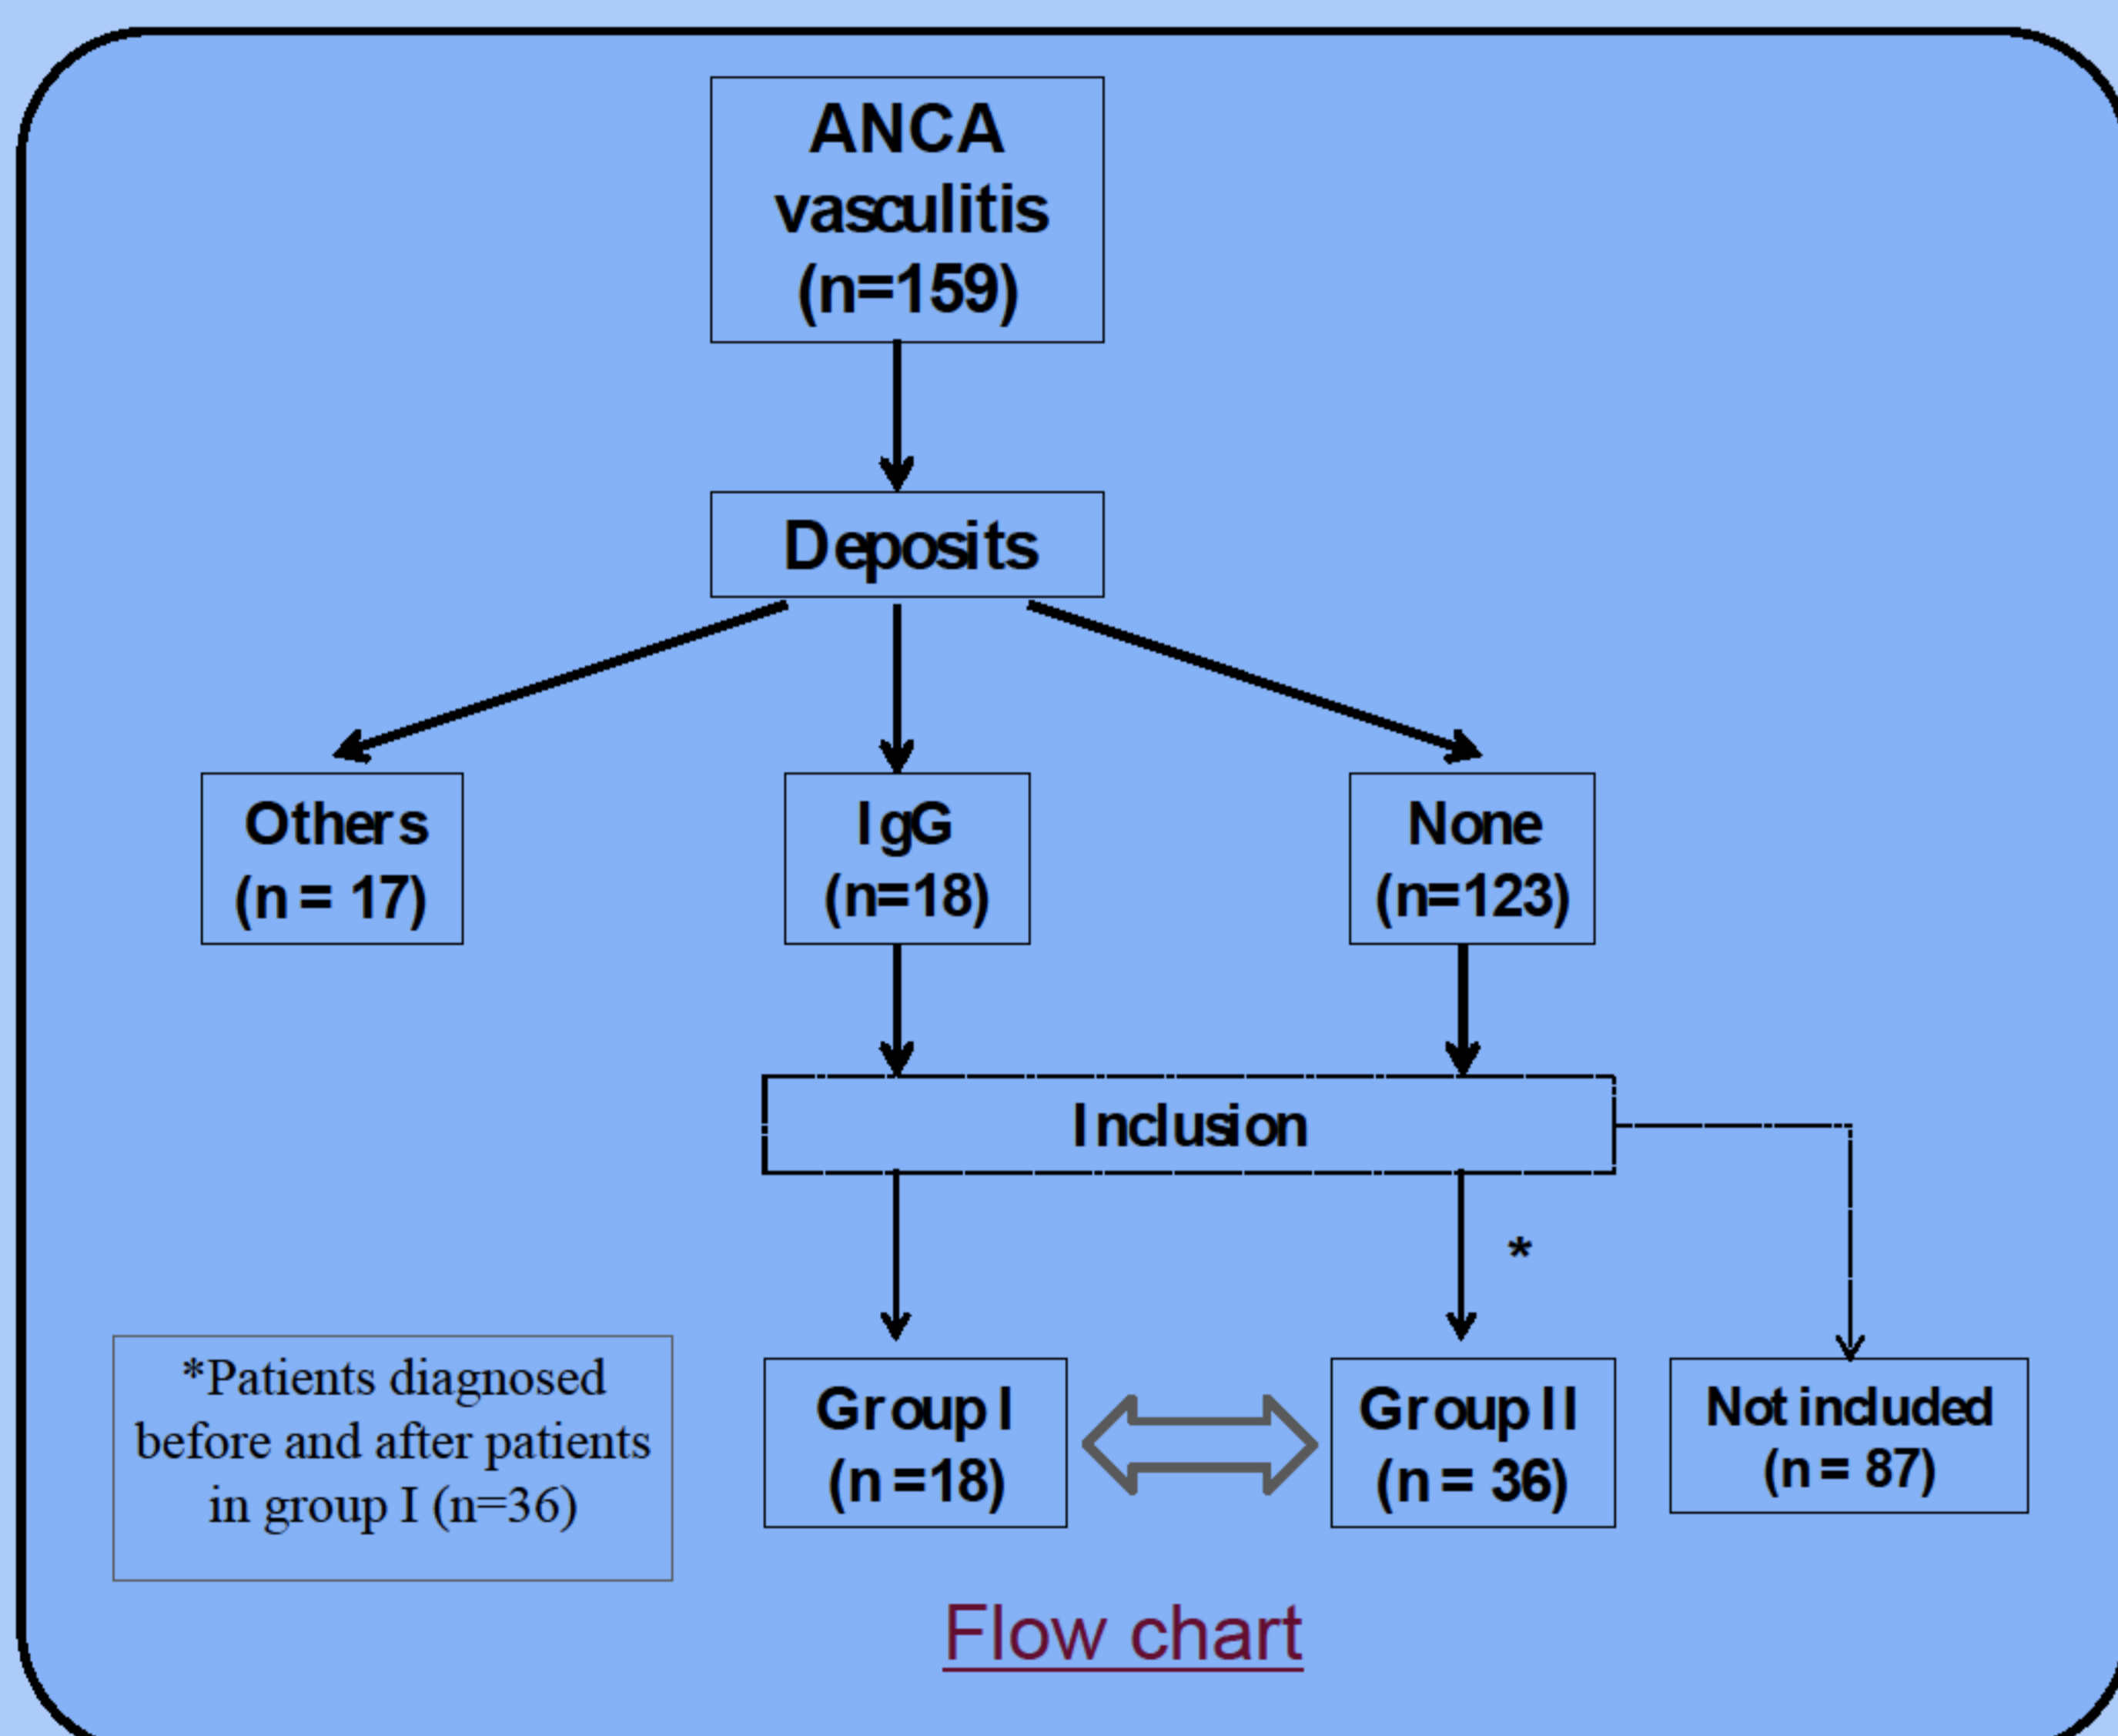 ANCA
vasculitis
(n=159)
Deposits
Others
(n = 17)
IgG
(n=18)
None
(n=123)
Inclusion
*
*Patients diagnosed
before and after patients
in group I (n=36)
Group I
(n =18)
Group II
(n = 36)
Not included
(n = 87)
Flow chart